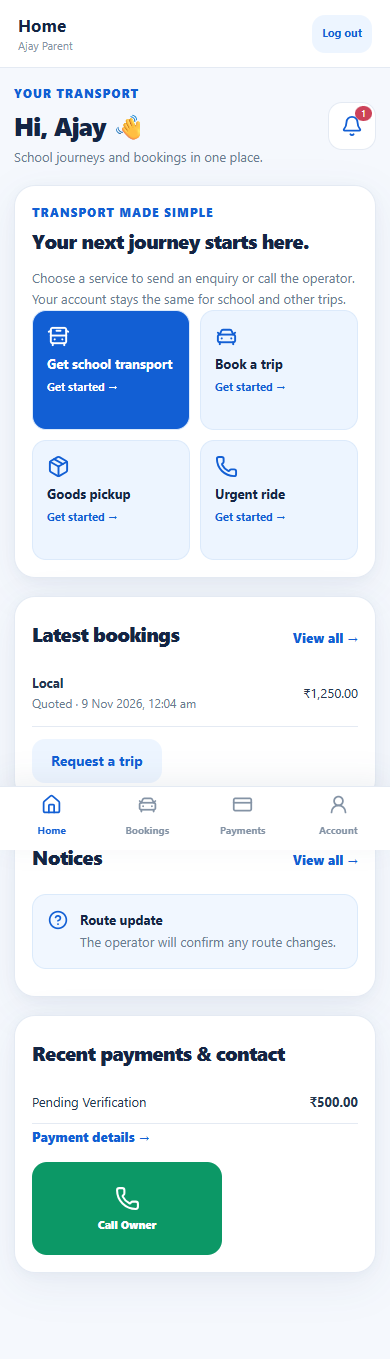 Home
Ajay Parent
Log out
YOUR TRANSPORT
Hi, Ajay 👋
1
School journeys and bookings in one place.
TRANSPORT MADE SIMPLE
Your next journey starts here.
Choose a service to send an enquiry or call the operator.
Your account stays the same for school and other trips.
Get school transport
Get started →
Book a trip
Get started →
Goods pickup
Get started →
Urgent ride
Get started →
Latest bookings
View all →
Local
Quoted · 9 Nov 2026, 12:04 am
₹1,250.00
Request a trip
Home
Bookings
Payments
Account
Notices
View all →
Route update
The operator will confirm any route changes.
Recent payments & contact
Pending Verification
₹500.00
Payment details →
Call Owner